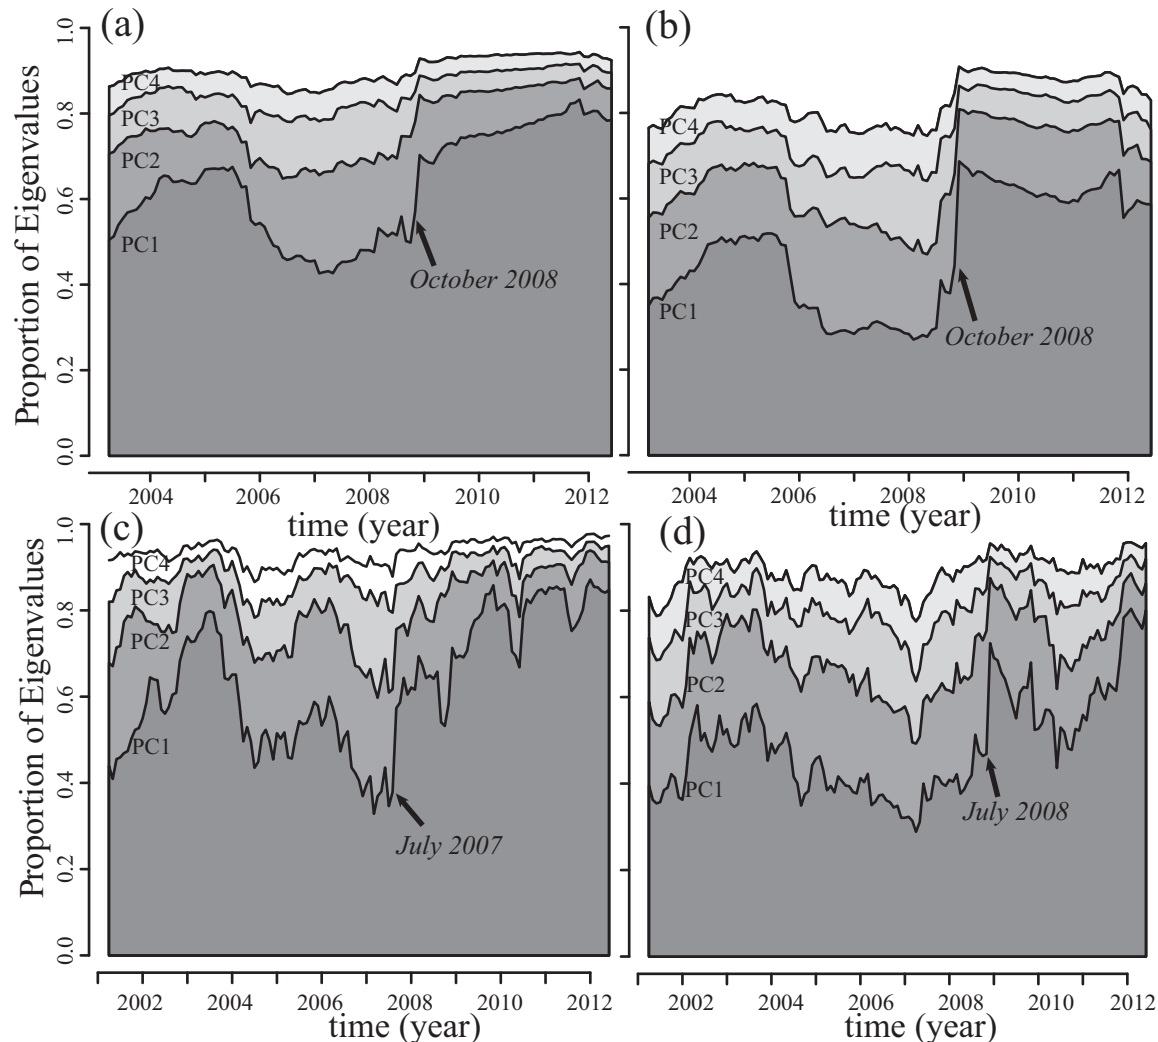 (a)
(b)
Proportion of Eigenvalues
0.0 0.2 0.4 0.6 0.8 1.0
PC4
PC3
PC2
PC1
October 2008
PC4
PC3
PC2
PC1
October 2008
2004 2006 2008 2010 2012
time (year)
2004 2006 2008 2010 2012
time (year)
(c)
(d)
Proportion of Eigenvalues
0.0 0.2 0.4 0.6 0.8 1.0
PC4
PC3
PC2
PC1
July 2007
PC4
PC3
PC2
PC1
July 2008
2002 2004 2006 2008 2010 2012
time (year)
2002 2004 2006 2008 2010 2012
time (year)